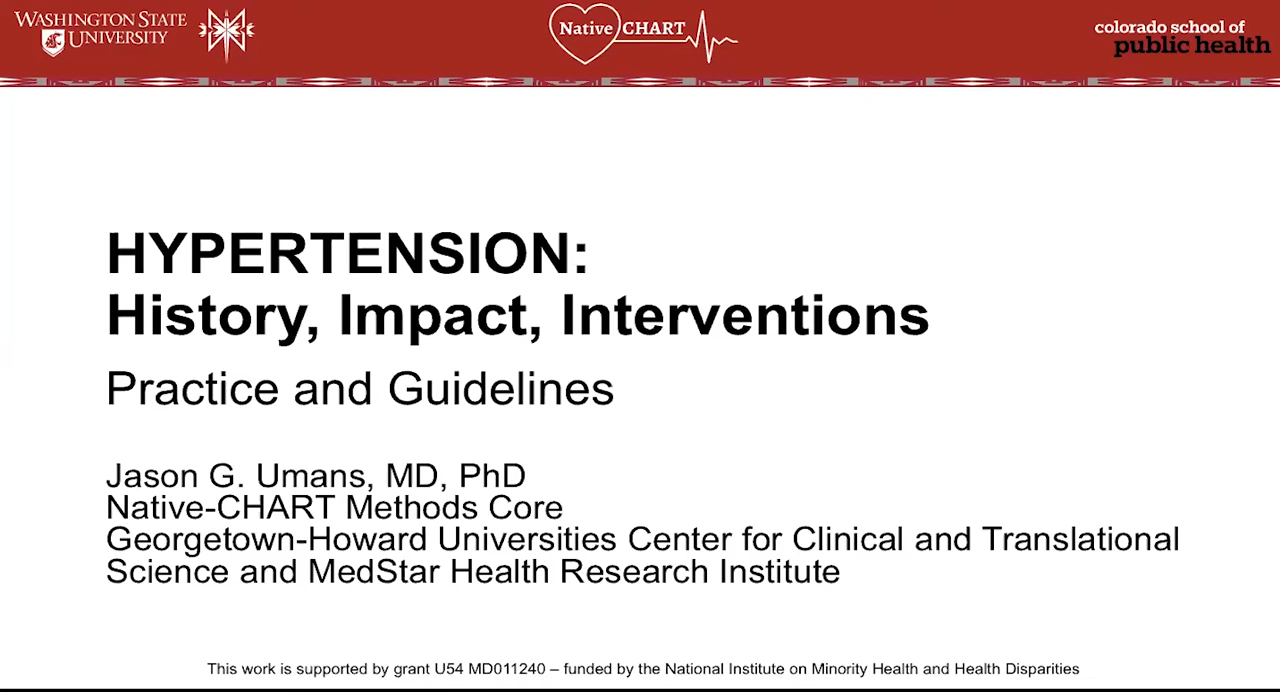 WASHINGTON STATE
UNIVERSITY
Native CHART
colorado school of
public health
HYPERTENSION:
History, Impact, Interventions
Practice and Guidelines
Jason G. Umans, MD, PhD
Native-CHART Methods Core
Georgetown-Howard Universities Center for Clinical and Translational
Science and MedStar Health Research Institute
This work is supported by grant U54 MD011240 – funded by the National Institute on Minority Health and Health Disparities